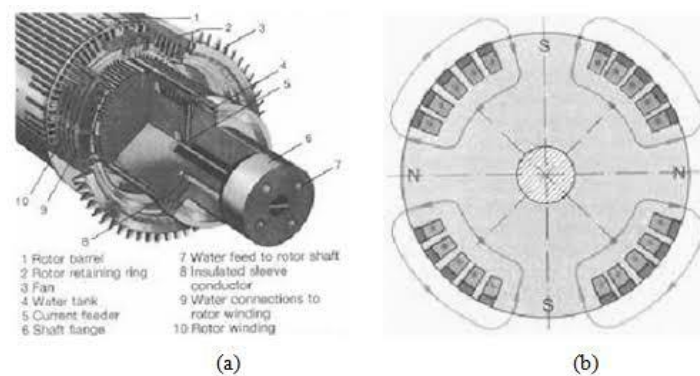 1
2
3
4
5
6
7
10
9
8
1 Rotor barrel
2 Rotor retaining ring
3 Fan
4 Water tank
5 Current feeder
6 Shaft flange
7 Water feed to rotor shaft
8 Insulated sleeve
conductor
9 Water connections to
rotor winding
10 Rotor winding
S
N
N
S
(a)
(b)